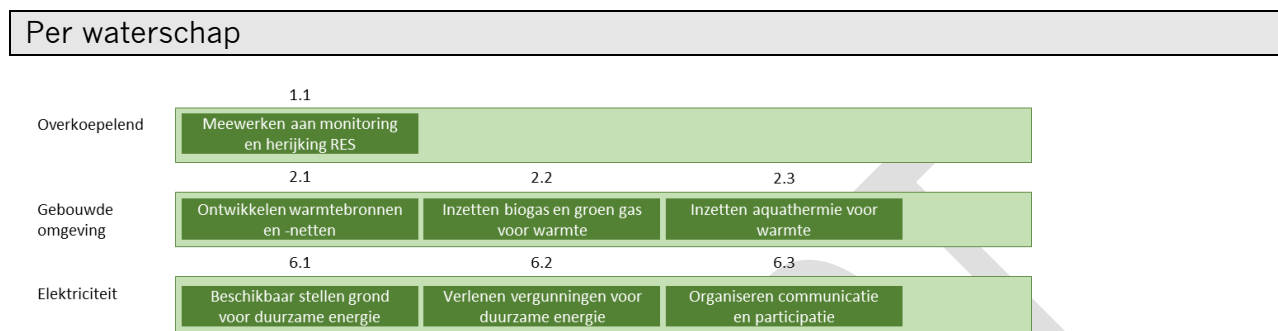 Per waterschap
1.1
Overkoepelend
Meewerken aan monitoring
en herijking RES
2.1 2.2 2.3
Gebouwde
omgeving
Ontwikkelen warmtebronnen
en -netten
Inzetten biogas en groen gas
voor warmte
Inzetten aquathermie voor
warmte
6.1 6.2 6.3
Elektriciteit
Beschikbaar stellen grond
voor duurzame energie
Verlenen vergunningen voor
duurzame energie
Organiseren communicatie
en participatie